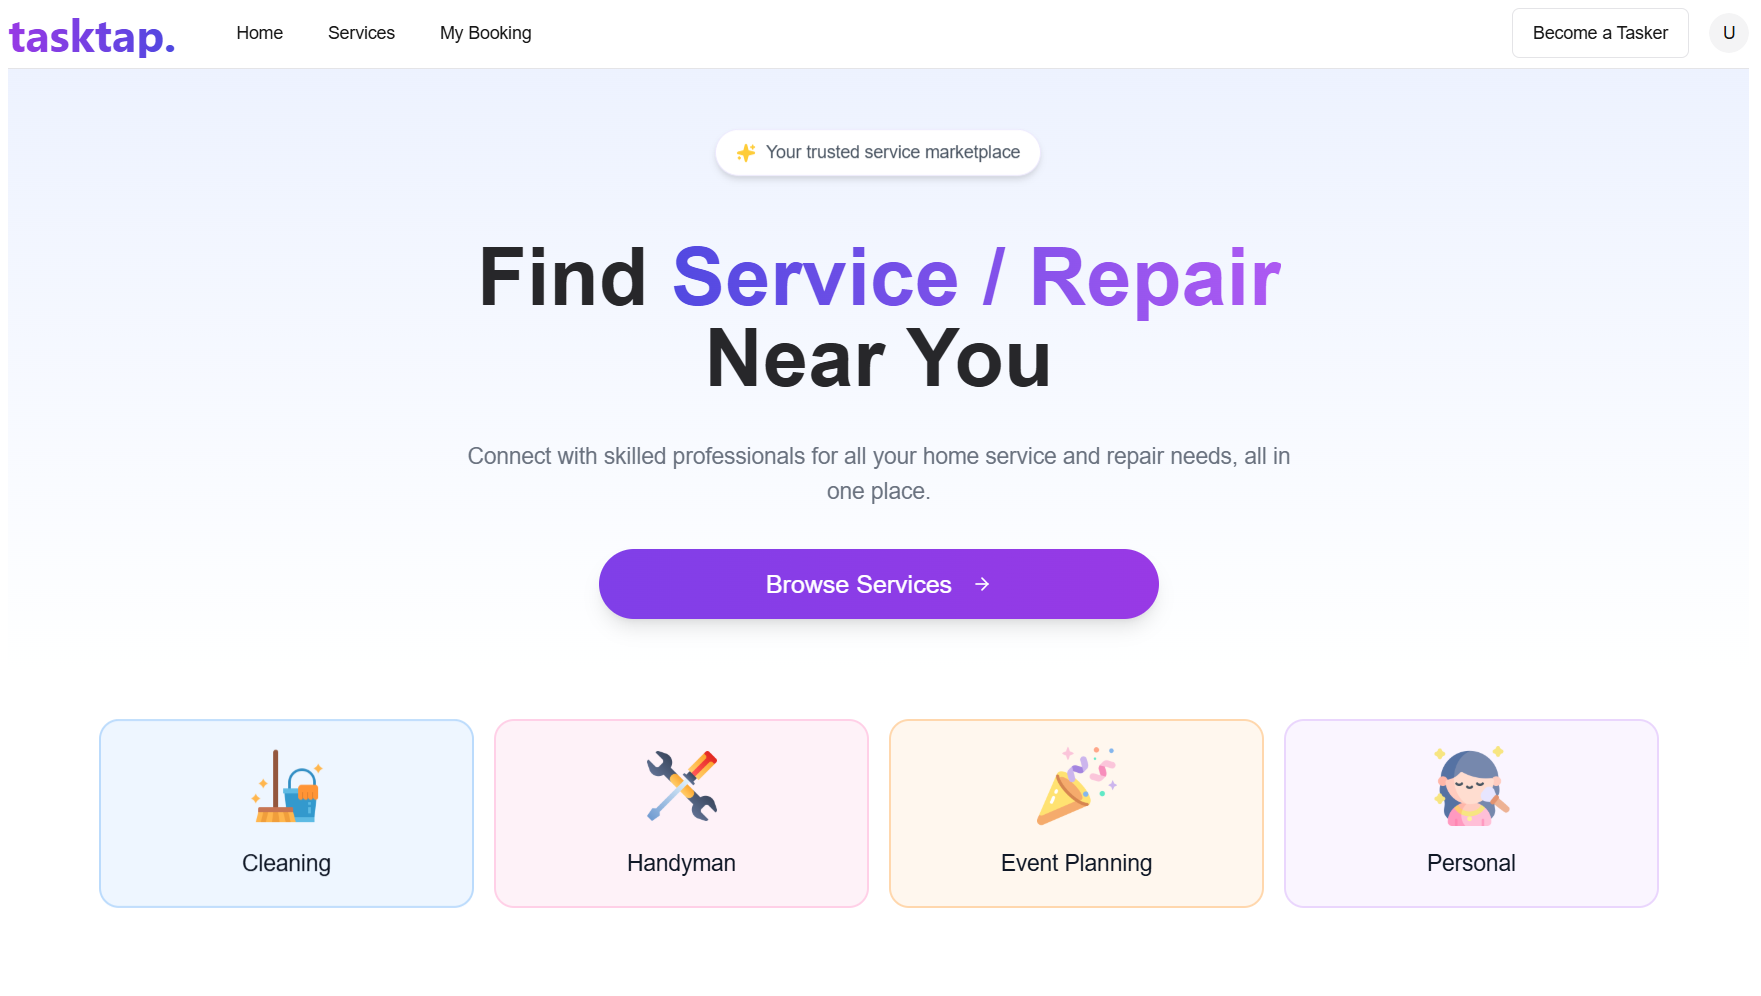 tasktap.
Home
Services
My Booking
Become a Tasker
U
Your trusted service marketplace
Find Service / Repair
Near You
Connect with skilled professionals for all your home service and repair needs, all in
one place.
Browse Services
Cleaning
Handyman
Event Planning
Personal